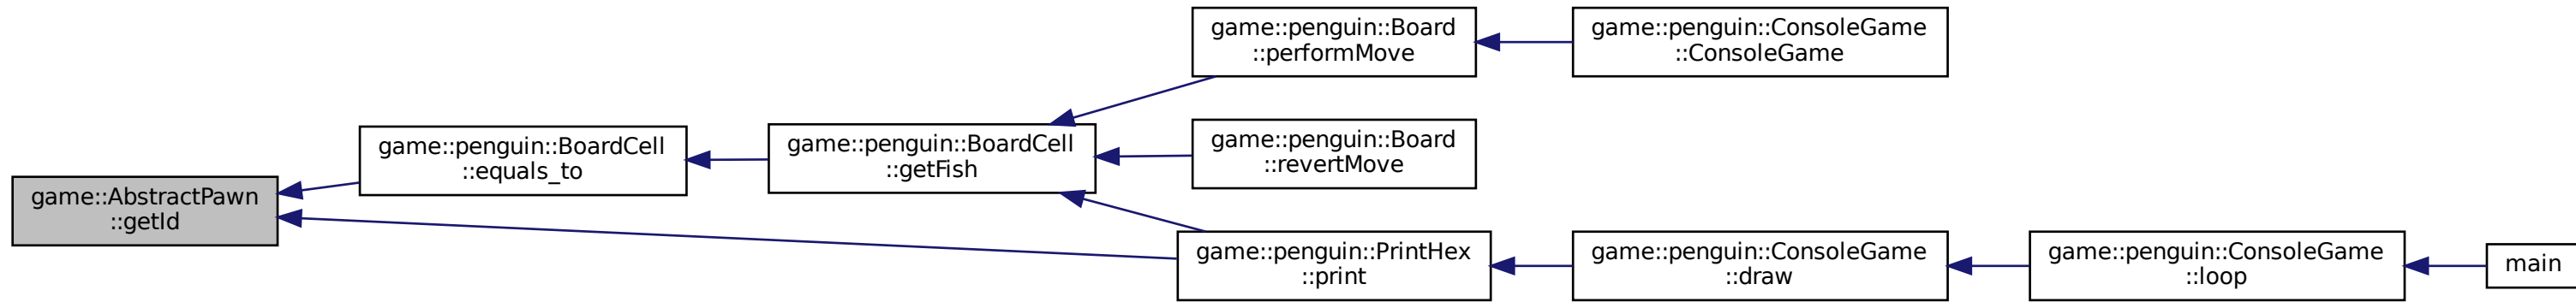 game::AbstractPawn
::getId
game::penguin::BoardCell
::equals_to
game::penguin::BoardCell
::getFish
game::penguin::Board
::performMove
game::penguin::ConsoleGame
::ConsoleGame
game::penguin::Board
::revertMove
game::penguin::PrintHex
::print
game::penguin::ConsoleGame
::draw
game::penguin::ConsoleGame
::loop
main